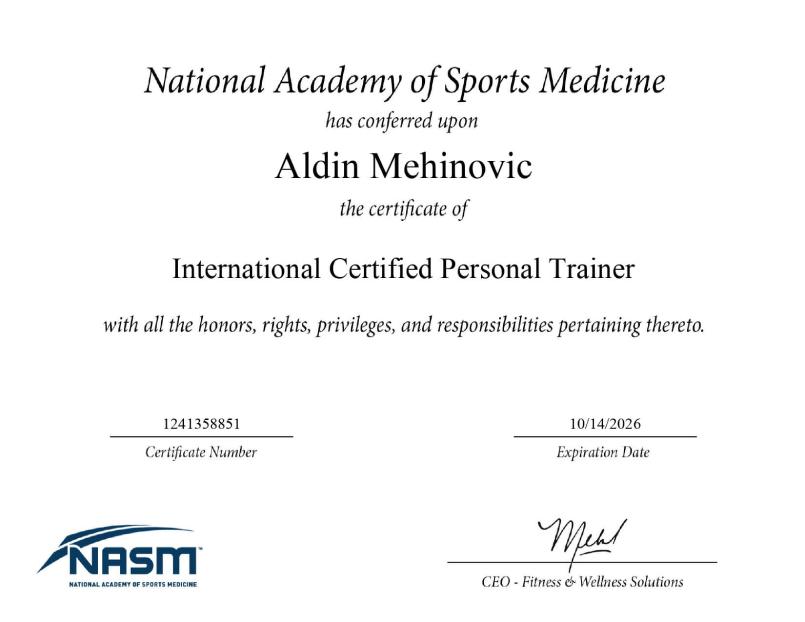 National Academy of Sports Medicine
has conferred upon
Aldin Mehinovic
the certificate of
International Certified Personal Trainer
with all the honors, rights, privileges, and responsibilities pertaining thereto.
1241358851
Certificate Number
10/14/2026
Expiration Date
NASM™
NATIONAL ACADEMY OF SPORTS MEDICINE
CEO - Fitness & Wellness Solutions